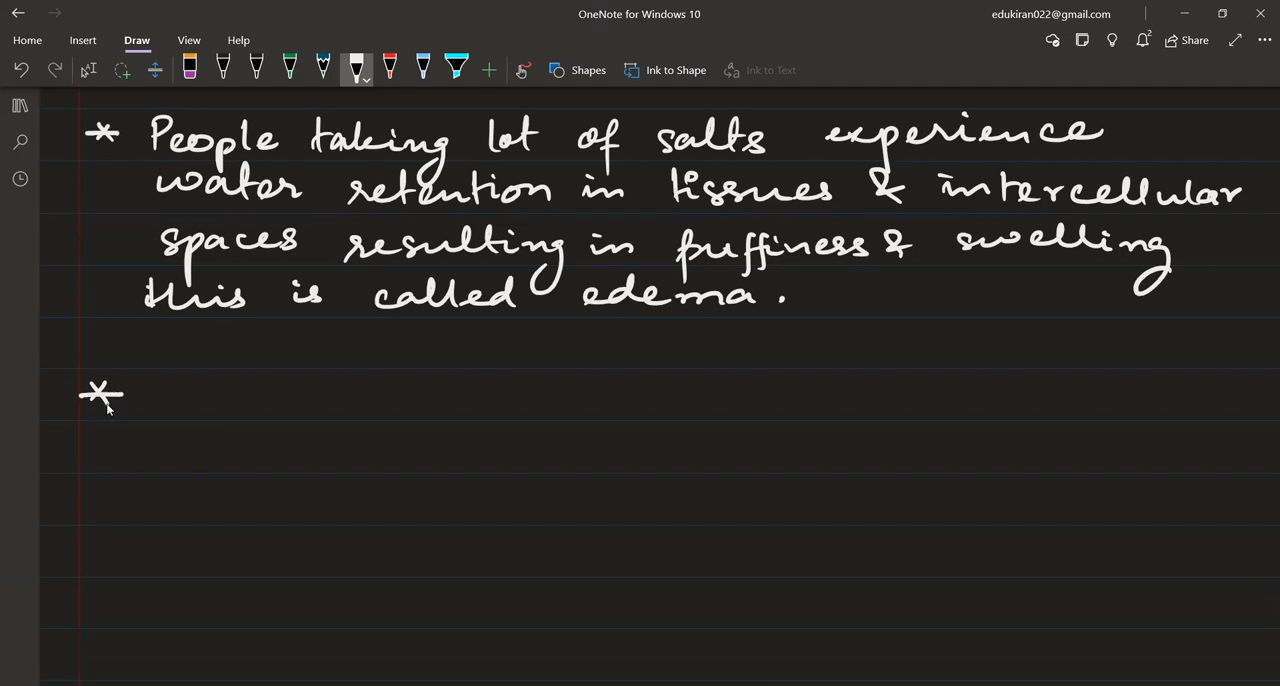 OneNote for Windows 10
edukiran022@gmail.com
Home Insert Draw View Help
2 Share
Shapes Ink to Shape Ink to Text
* People taking lot of salts experience
water retention in tissues & intercellular
spaces resulting in puffiness & swelling
this is called edema.
*